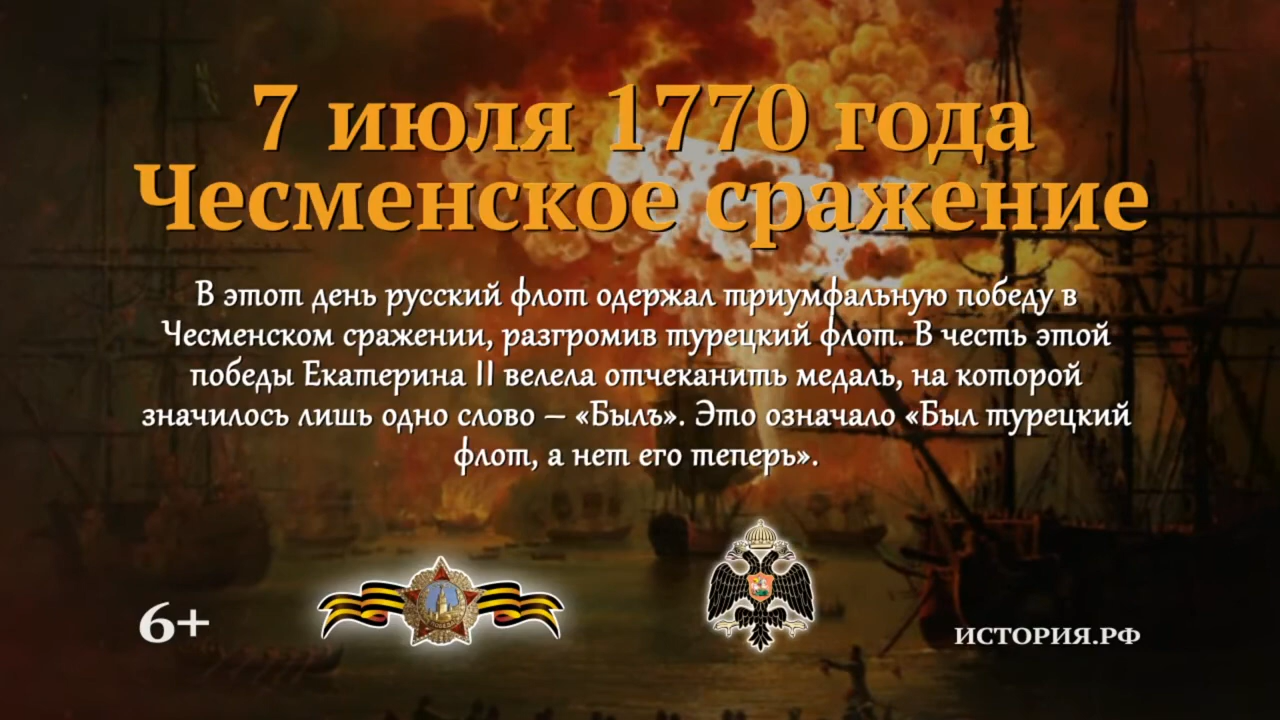 7 июля 1770 года
Чесменское сражение
В этот день русский флот одержал триумфальную победу в
Чесменском сражении, разгромив турецкий флот. В честь этой
победы Екатерина II велела отчеканить медаль, на которой
значилось лишь одно слово – «Былъ». Это означало «Был турецкий
флот, а нет его теперь».
6+
ИСТОРИЯ.РФ